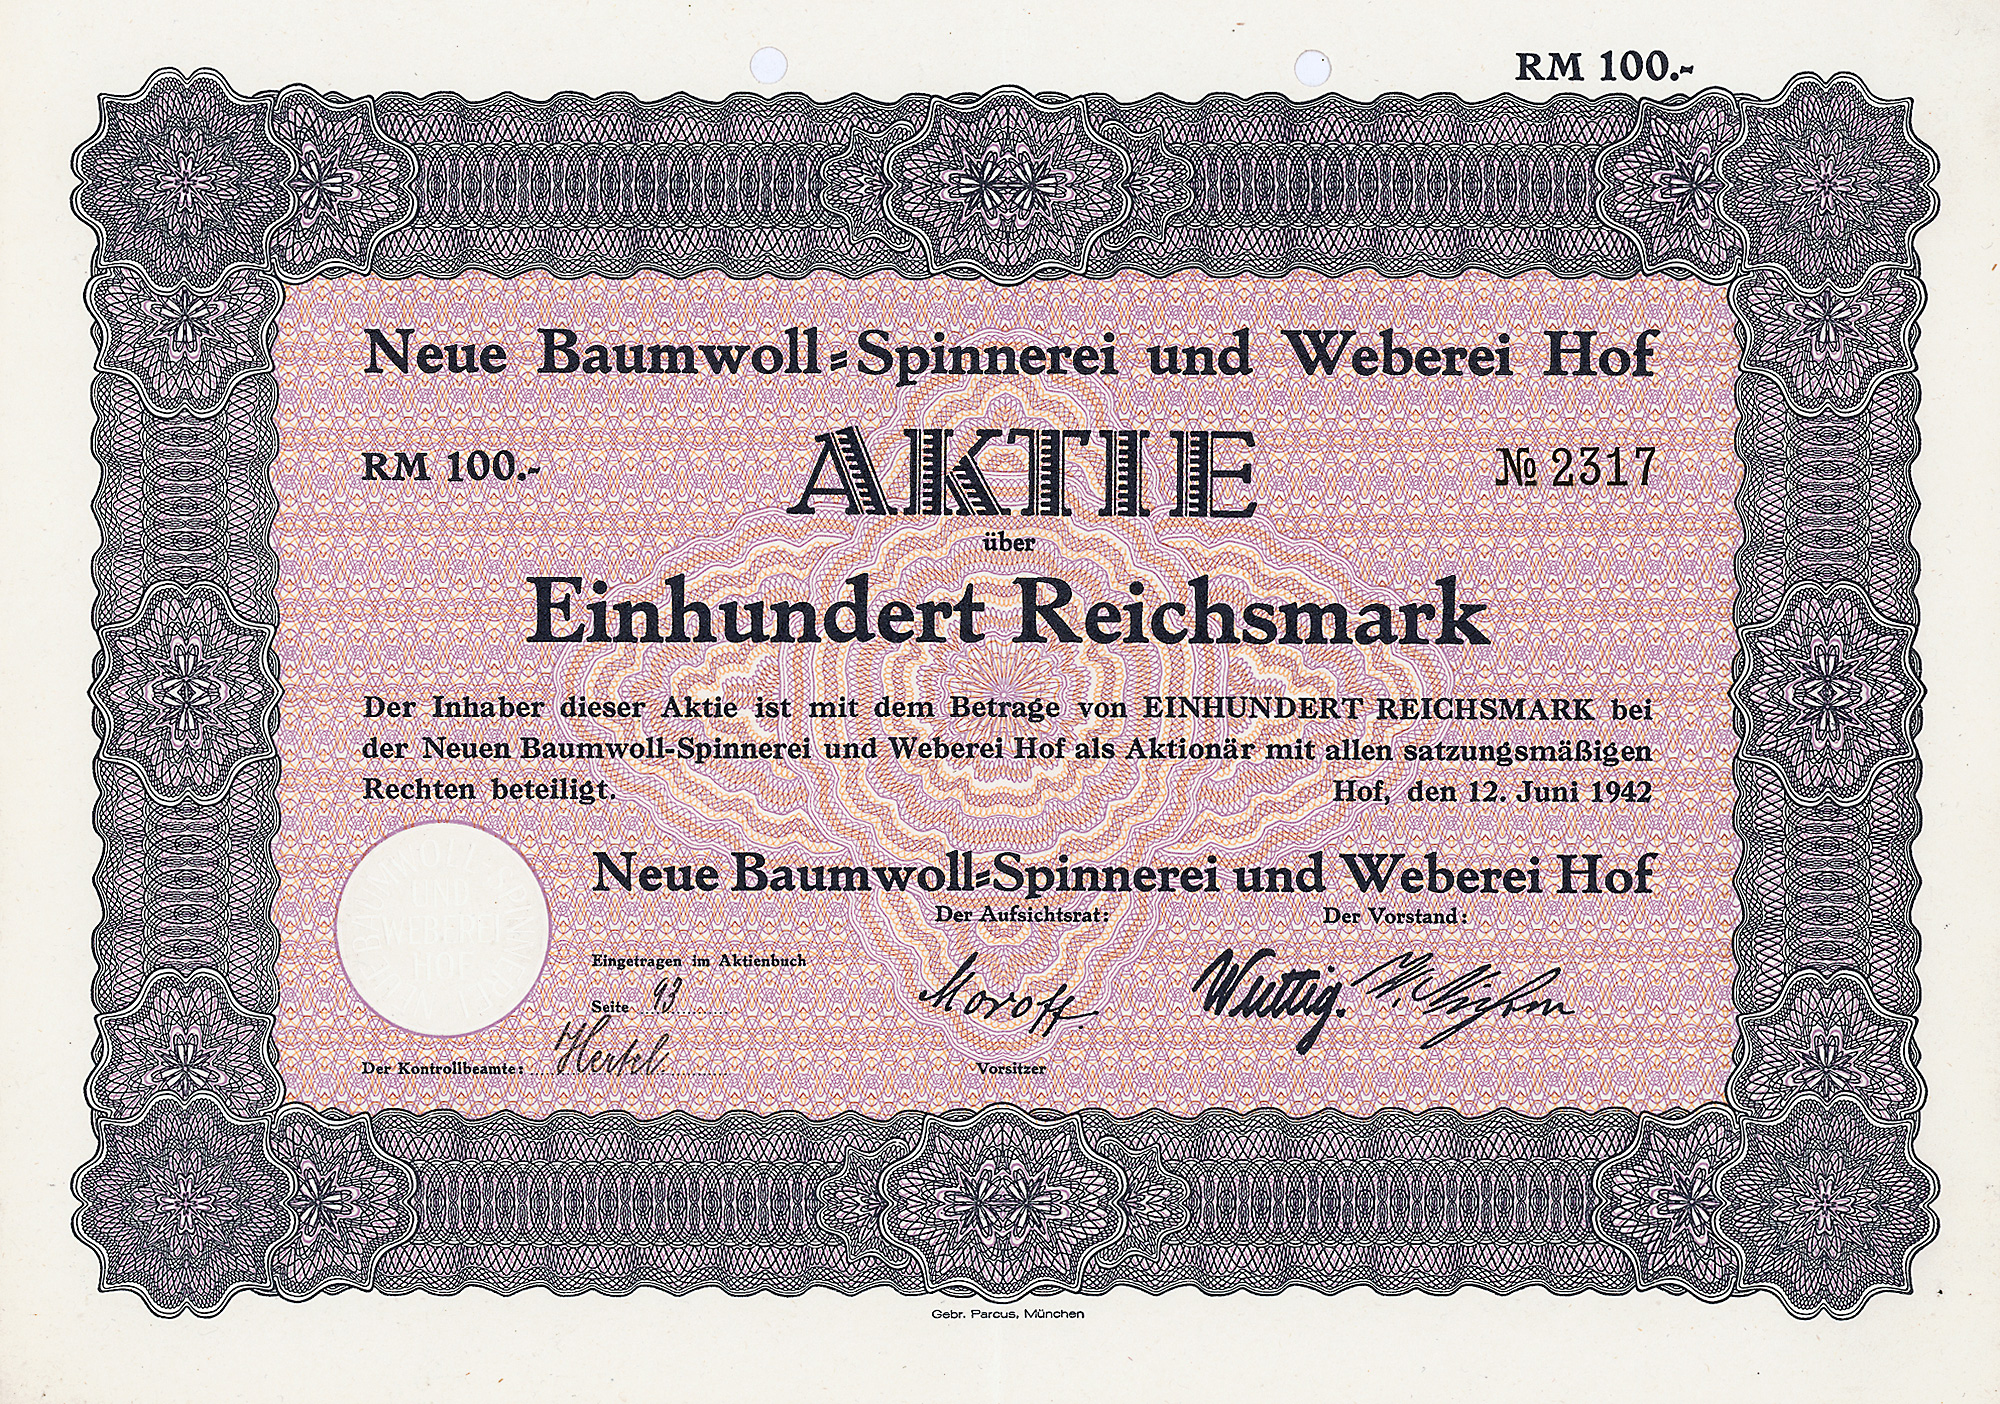 RM 100.-
Neue Baumwoll=Spinnerei und Weberei Hof
RM 100.-
AKTIE
№ 2317
über
Einhundert Reichsmark
Der Inhaber dieser Aktie ist mit dem Betrage von EINHUNDERT REICHSMARK bei
der Neuen Baumwoll-Spinnerei und Weberei Hof als Aktionär mit allen satzungsmäßigen
Rechten beteiligt.
Hof, den 12. Juni 1942
Neue Baumwoll=Spinnerei und Weberei Hof
Der Aufsichtsrat:
Der Vorstand:
UND
WEBEREI
HOF
Eingetragen im Aktienbuch
Seite 93
Moroff.
Wuttig.
Der Kontrollbeamte: Hertel.
Vorsitzer
Gebr. Parcus, München